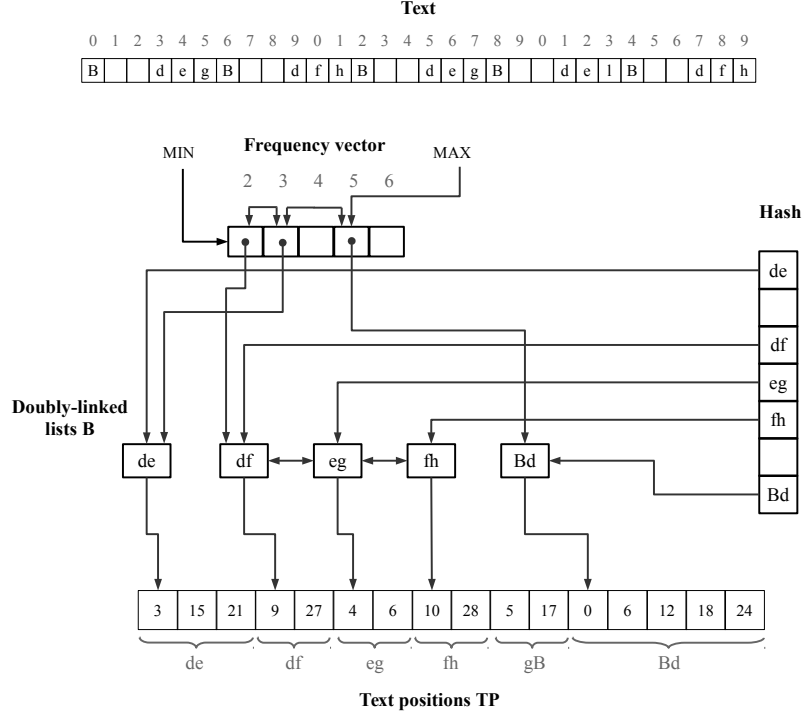 Text
0 1 2 3 4 5 6 7 8 9 0 1 2 3 4 5 6 7 8 9 0 1 2 3 4 5 6 7 8 9
B d e g B d f h B d e g B d e l B d f h
Frequency vector
MIN
MAX
2 3 4 5 6
Hash
de
df
eg
fh
Bd
Doubly-linked
lists B
de df eg fh Bd
3 15 21 9 27 4 6 10 28 5 17 0 6 12 18 24
de df eg fh gB Bd
Text positions TP